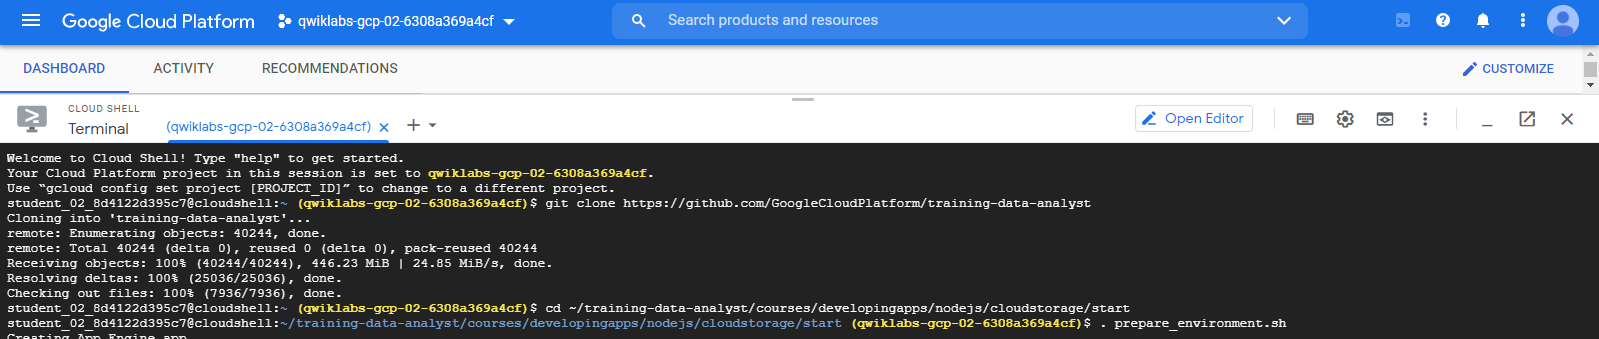 Google Cloud Platform qwiklabs-gcp-02-6308a369a4cf Search products and resources
DASHBOARD ACTIVITY RECOMMENDATIONS CUSTOMIZE
CLOUD SHELL
Terminal (qwiklabs-gcp-02-6308a369a4cf) Open Editor
Welcome to Cloud Shell! Type "help" to get started.
Your Cloud Platform project in this session is set to qwiklabs-gcp-02-6308a369a4cf.
Use “gcloud config set project [PROJECT_ID]” to change to a different project.
student_02_8d4122d395c7@cloudshell:~ (qwiklabs-gcp-02-6308a369a4cf)$ git clone https://github.com/GoogleCloudPlatform/training-data-analyst
Cloning into 'training-data-analyst'...
remote: Enumerating objects: 40244, done.
remote: Total 40244 (delta 0), reused 0 (delta 0), pack-reused 40244
Receiving objects: 100% (40244/40244), 446.23 MiB | 24.85 MiB/s, done.
Resolving deltas: 100% (25036/25036), done.
Checking out files: 100% (7936/7936), done.
student_02_8d4122d395c7@cloudshell:~ (qwiklabs-gcp-02-6308a369a4cf)$ cd ~/training-data-analyst/courses/developingapps/nodejs/cloudstorage/start
student_02_8d4122d395c7@cloudshell:~/training-data-analyst/courses/developingapps/nodejs/cloudstorage/start (qwiklabs-gcp-02-6308a369a4cf)$ . prepare_environment.sh
Creating App Engine app